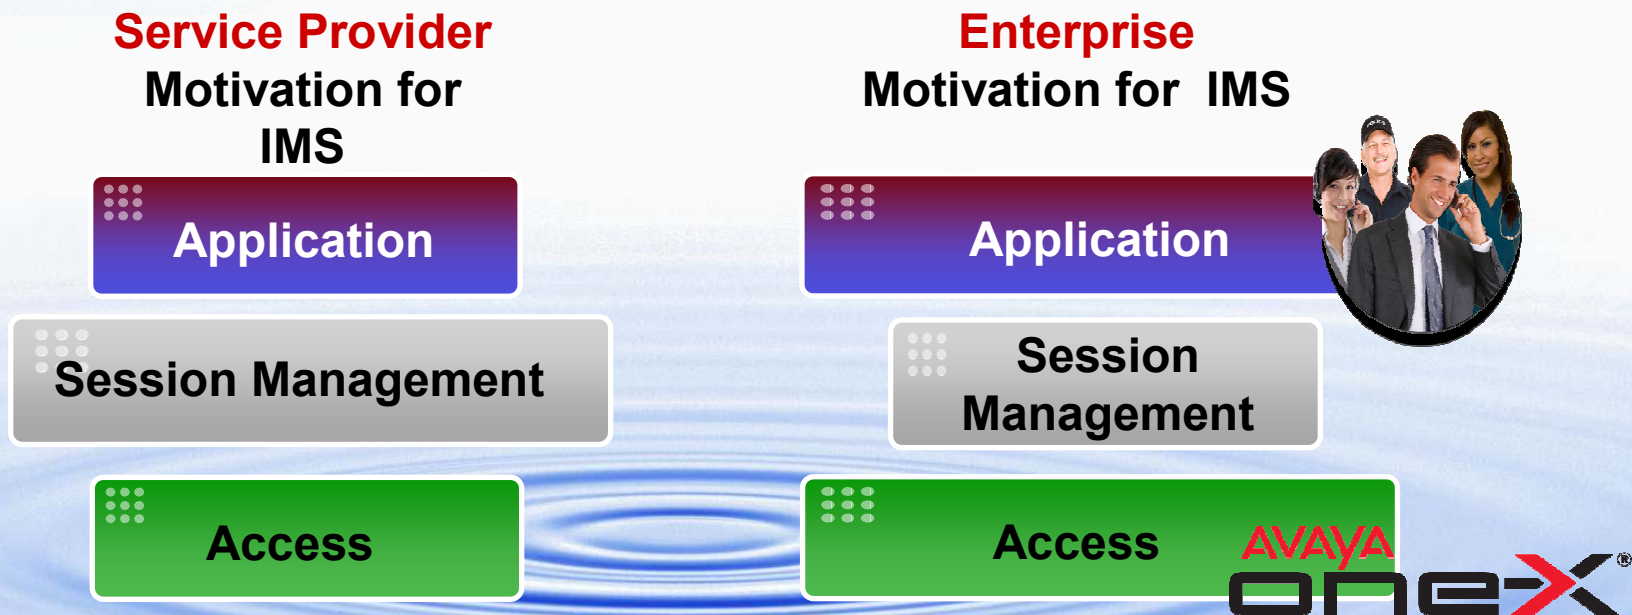 Service Provider
Motivation for
IMS
Application
Session Management
Access
Enterprise
Motivation for IMS
Application
Session
Management
Access
AVAYA
one-X®